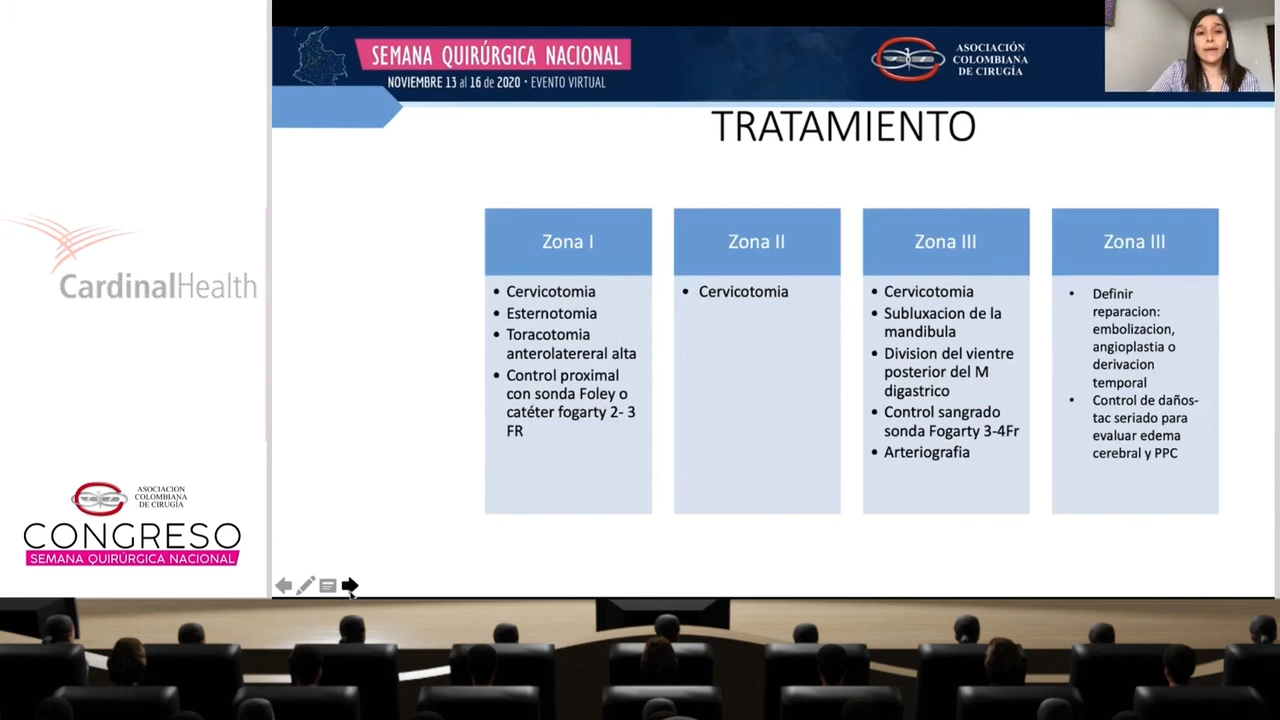 SEMANA QUIRÚRGICA NACIONAL
NOVIEMBRE 13 al 16 de 2020 • EVENTO VIRTUAL
ASOCIACIÓN
COLOMBIANA
DE CIRUGÍA
TRATAMIENTO
Zona I
• Cervicotomia
• Esternotomia
• Toracotomia
anterolatereral alta
• Control proximal
con sonda Foley o
catéter fogarty 2- 3
FR
Zona II
• Cervicotomia
Zona III
• Cervicotomia
• Subluxacion de la
mandibula
• Division del vientre
posterior del M
digastrico
• Control sangrado
sonda Fogarty 3-4Fr
• Arteriografia
Zona III
• Definir
reparacion:
embolizacion,
angioplastia o
derivacion
temporal
• Control de daños-
tac seriado para
evaluar edema
cerebral y PPC
CardinalHealth
ASOCIACION
COLOMBIANA
DE CIRUGÍA
CONGRESO
SEMANA QUIRÚRGICA NACIONAL